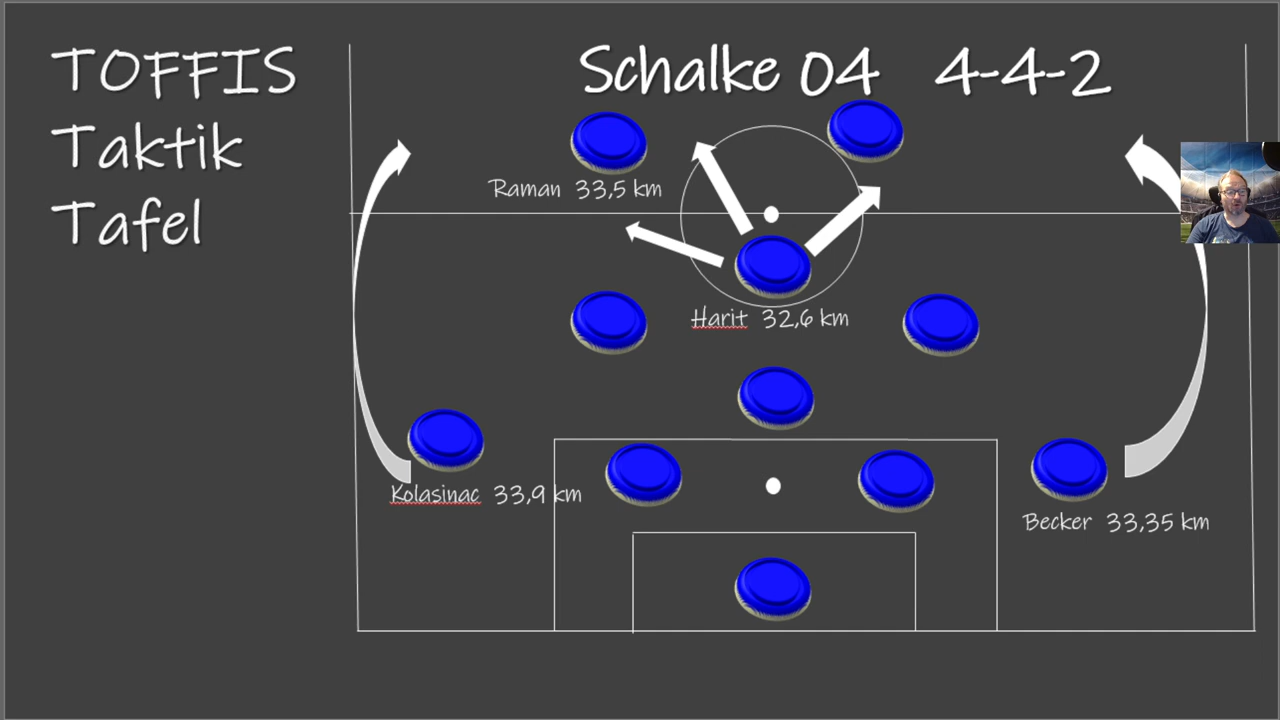 TOFFIS
Taktik
Tafel
Schalke 04 4-4-2
Raman 33,5 km
Harit 32,6 km
Kolasinac 33,9 km
Becker 33,35 km